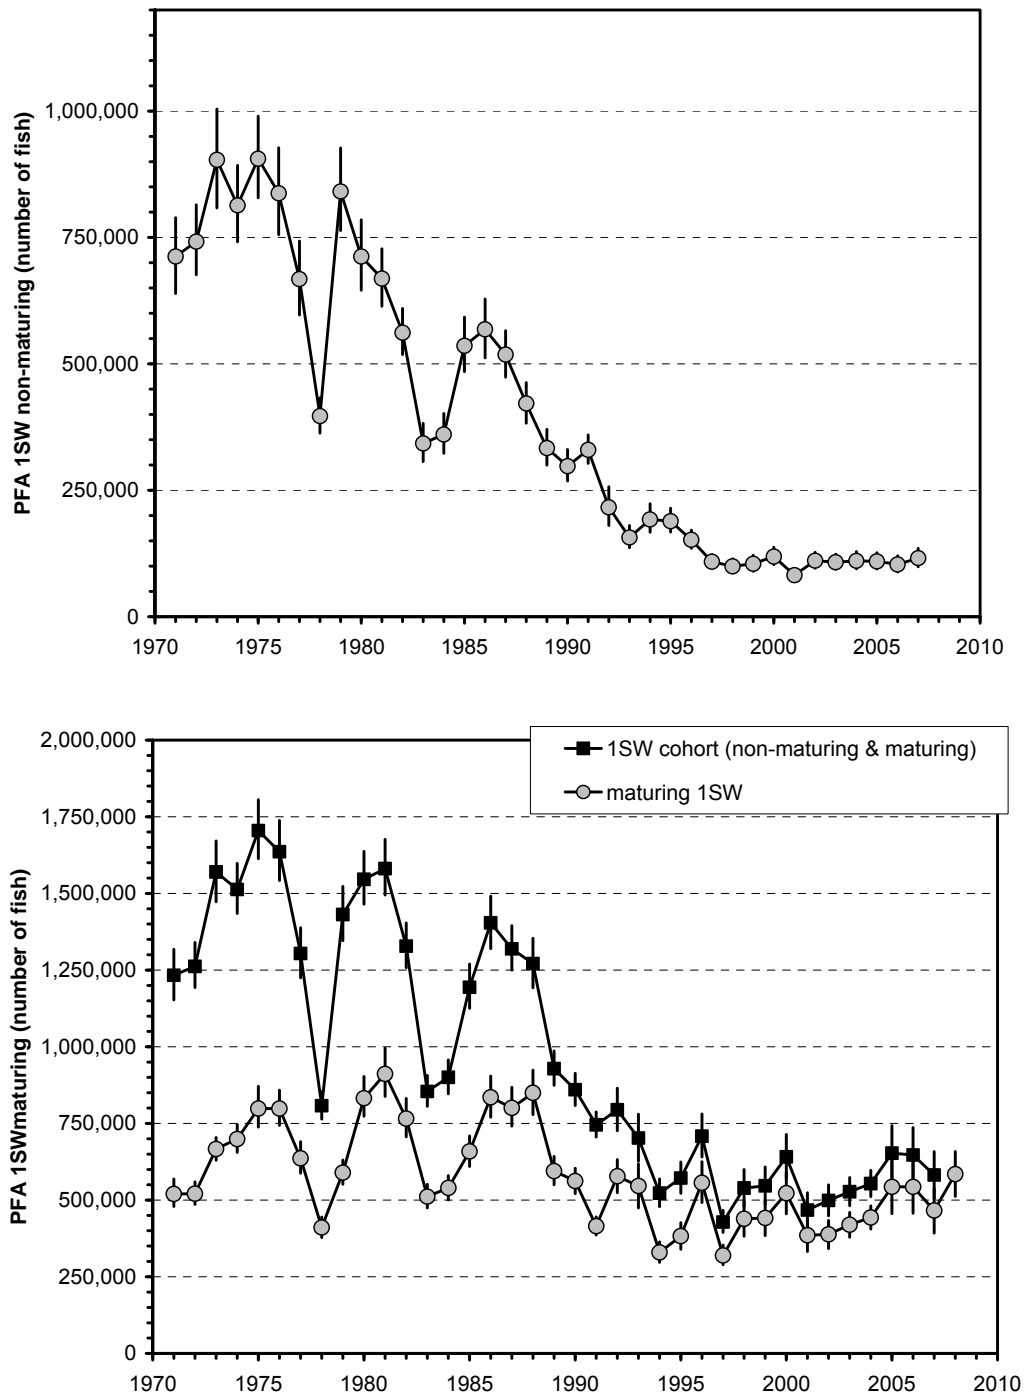 PFA 1SW non-maturing (number of fish)
1,000,000
750,000
500,000
250,000
0
1970 1975 1980 1985 1990 1995 2000 2005 2010
PFA 1SWmaturing (number of fish)
2,000,000
1,750,000
1,500,000
1,250,000
1,000,000
750,000
500,000
250,000
0
1SW cohort (non-maturing & maturing)
maturing 1SW
1970 1975 1980 1985 1990 1995 2000 2005 2010